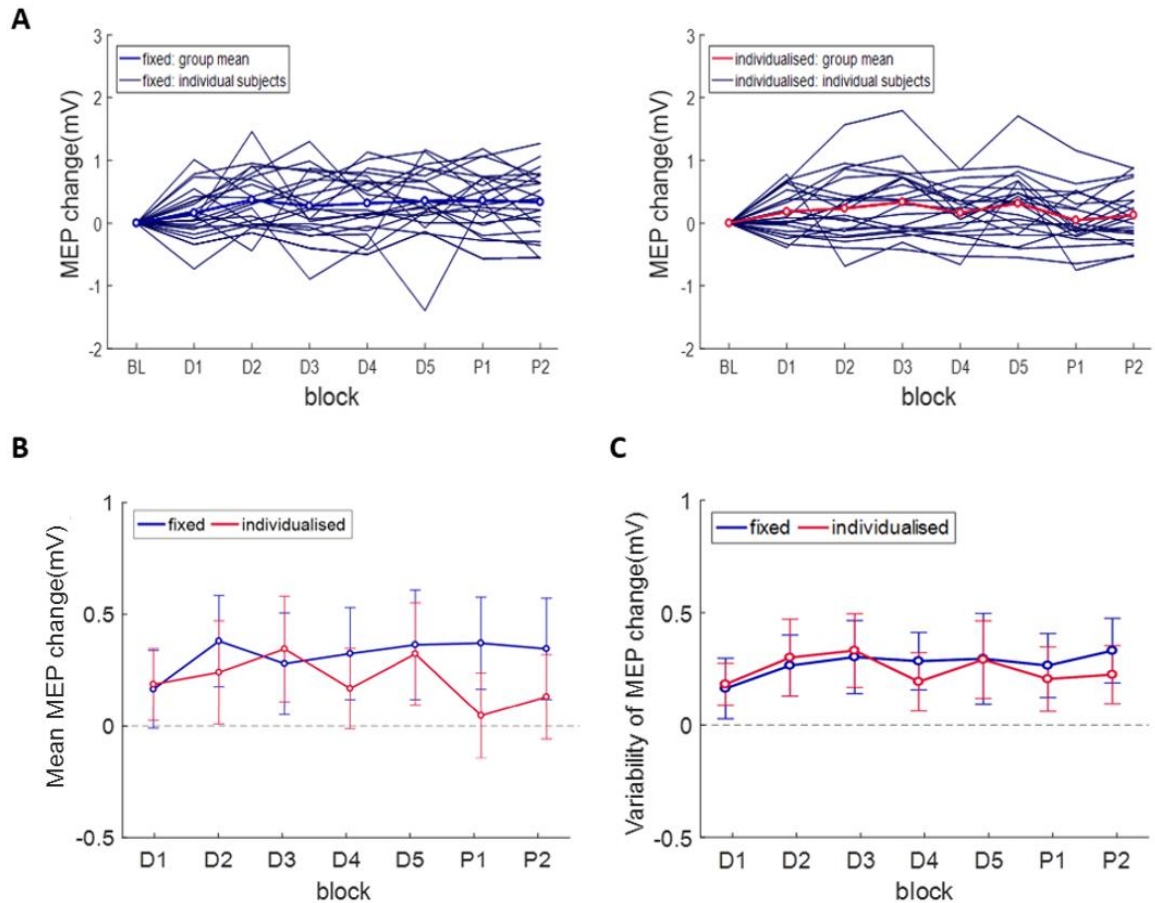 A
MEP change(mV)
3
2
1
0
-1
-2
fixed: group mean
fixed: individual subjects
BL D1 D2 D3 D4 D5 P1 P2
block
MEP change(mV)
3
2
1
0
-1
-2
individualised: group mean
individualised: individual subjects
BL D1 D2 D3 D4 D5 P1 P2
block
B
Mean MEP change(mV)
1
0.5
0
-0.5
fixed individualised
D1 D2 D3 D4 D5 P1 P2
block
C
Variability of MEP change(mV)
1
0.5
0
-0.5
fixed individualised
D1 D2 D3 D4 D5 P1 P2
block